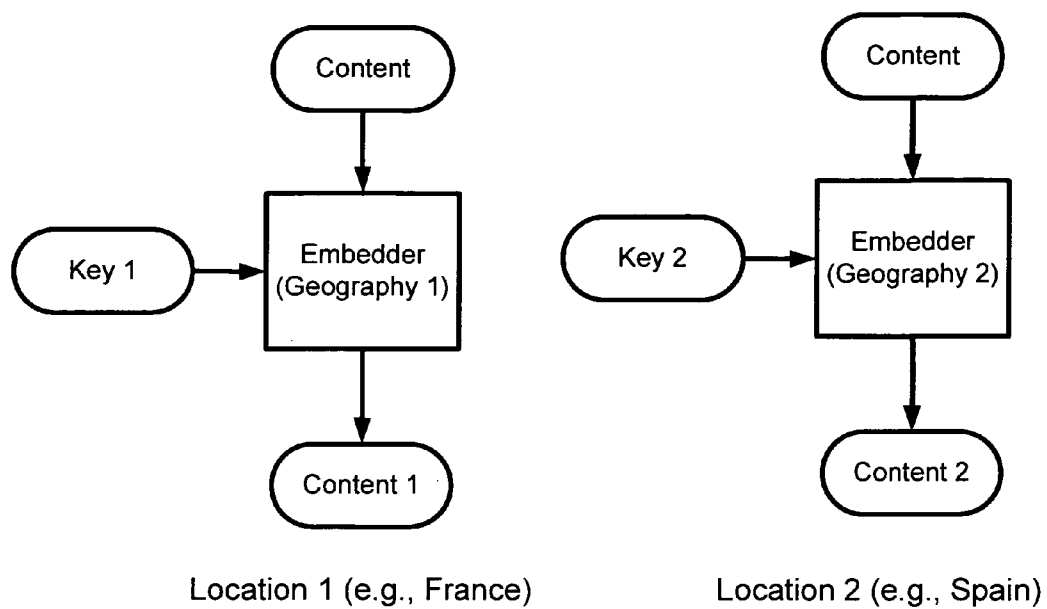 Content
Key 1
Embedder
(Geography 1)
Content 1
Location 1 (e.g., France)
Content
Key 2
Embedder
(Geography 2)
Content 2
Location 2 (e.g., Spain)